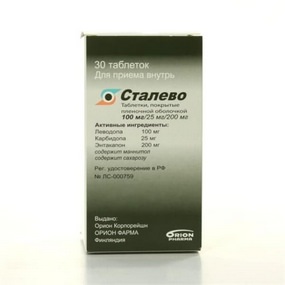 30 таблеток
Для приема внутрь
Сталево
Таблетки, покрытые
пленочной оболочкой
100 мг/25 мг/200 мг
Активные ингредиенты:
Леводопа 100 мг
Карбидопа 25 мг
Энтакапон 200 мг
содержит маннитол
содержит сахарозу
Рег. удостоверение в РФ
№ ЛС-000759
Выдано:
Орион Корпорейшн
ОРИОН ФАРМА
Финляндия
ORION
PHARMA